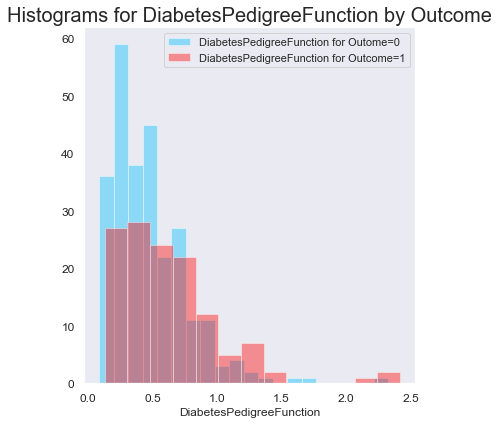 Histograms for DiabetesPedigreeFunction by Outcome
DiabetesPedigreeFunction for Outome=0
DiabetesPedigreeFunction for Outcome=1
60
50
40
30
20
10
0
0.0 0.5 1.0 1.5 2.0 2.5
DiabetesPedigreeFunction